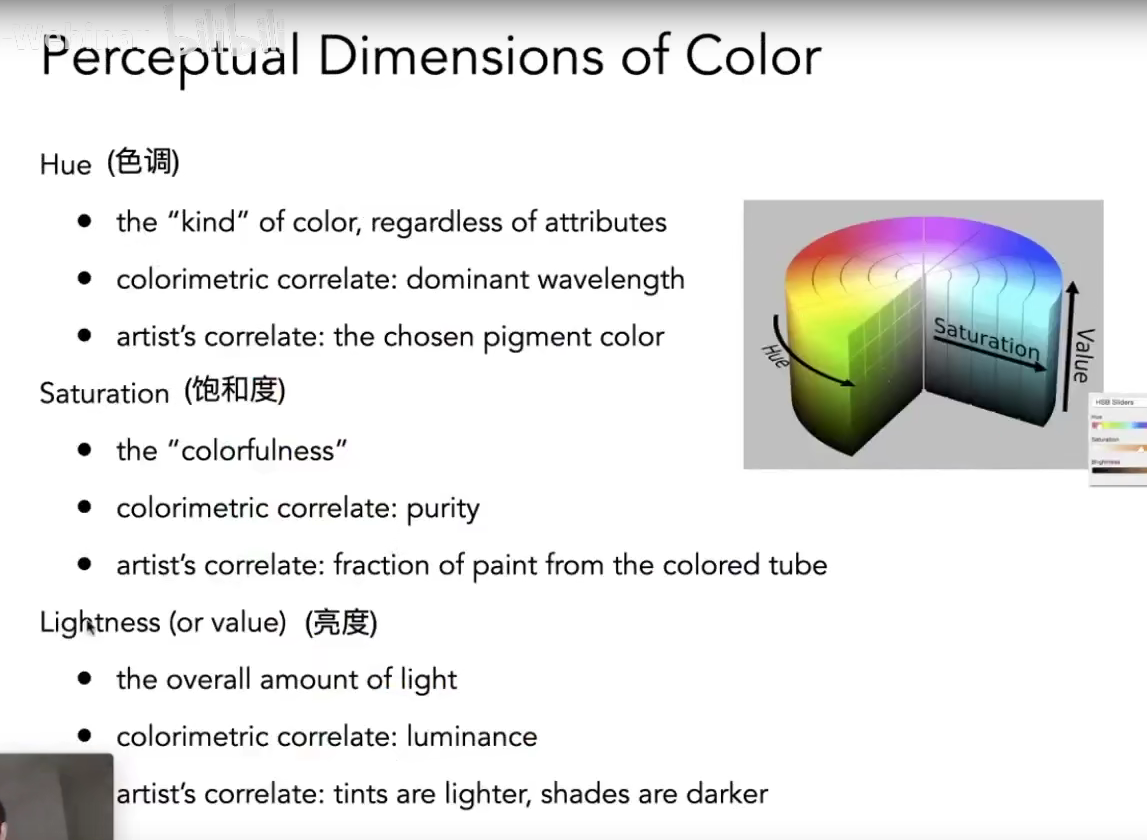 -Webinar bilibili
Perceptual Dimensions of Color
Hue (色调)
● the “kind” of color, regardless of attributes
● colorimetric correlate: dominant wavelength
● artist’s correlate: the chosen pigment color
Saturation (饱和度)
● the “colorfulness”
● colorimetric correlate: purity
● artist’s correlate: fraction of paint from the colored tube
Lightness (or value) (亮度)
● the overall amount of light
● colorimetric correlate: luminance
artist’s correlate: tints are lighter, shades are darker
Hue
Saturation
Value
HSB Sliders
Hue
Saturation
Brightness